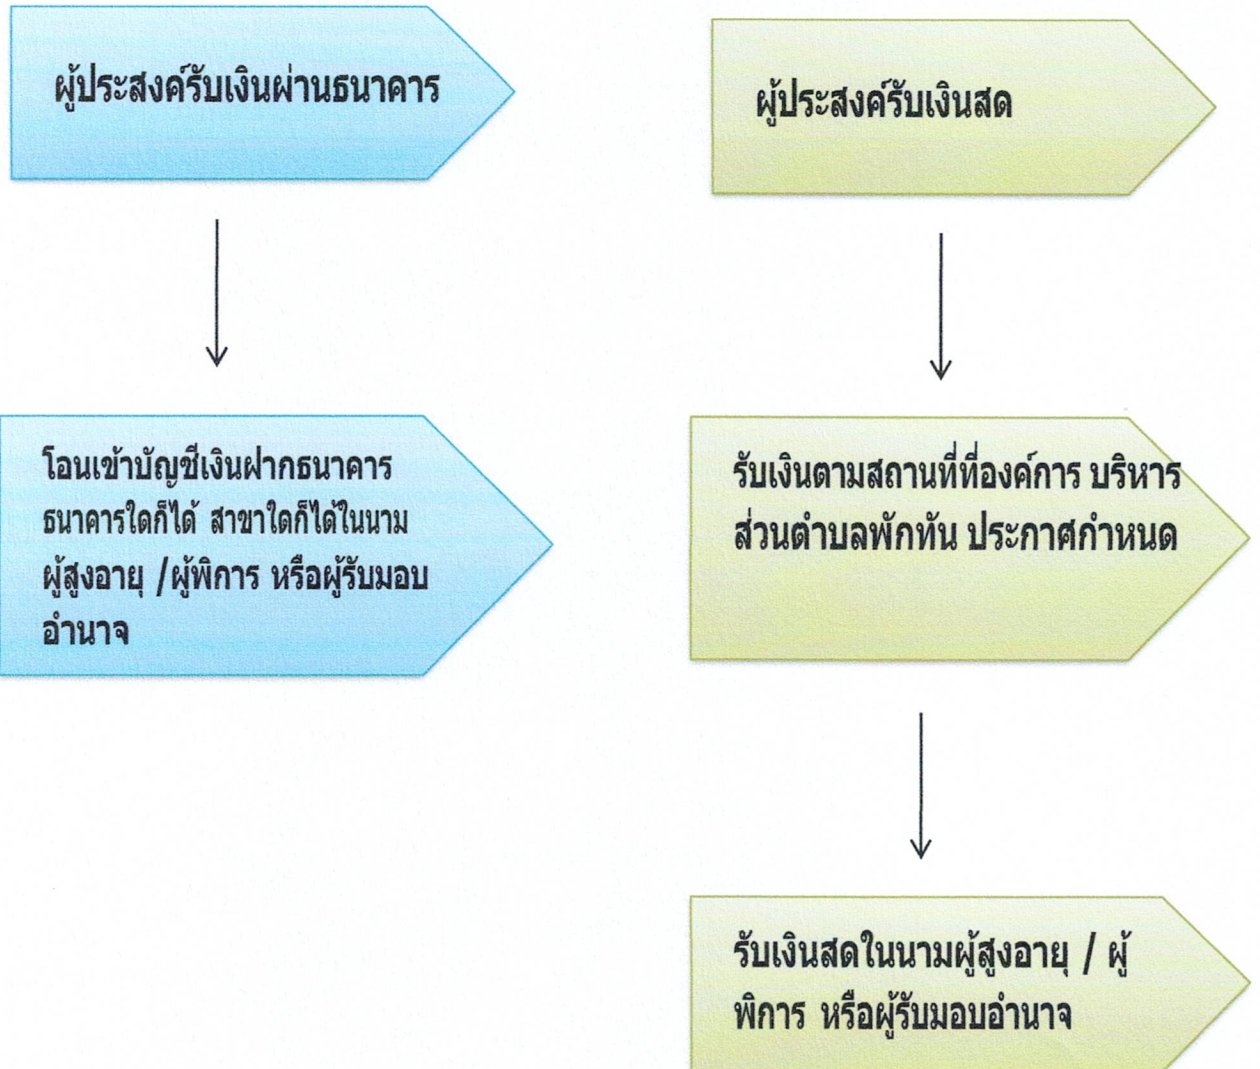 ผู้ประสงค์รับเงินผ่านธนาคาร
โอนเข้าบัญชีเงินฝากธนาคาร
ธนาคารใดก็ได้ สาขาใดก็ได้ในนาม
ผู้สูงอายุ /ผู้พิการ หรือผู้รับมอบ
อำนาจ
ผู้ประสงค์รับเงินสด
รับเงินตามสถานที่ที่องค์การ บริหาร
ส่วนตำบลพักทัน ประกาศกำหนด
รับเงินสดในนามผู้สูงอายุ / ผู้
พิการ หรือผู้รับมอบอำนาจ